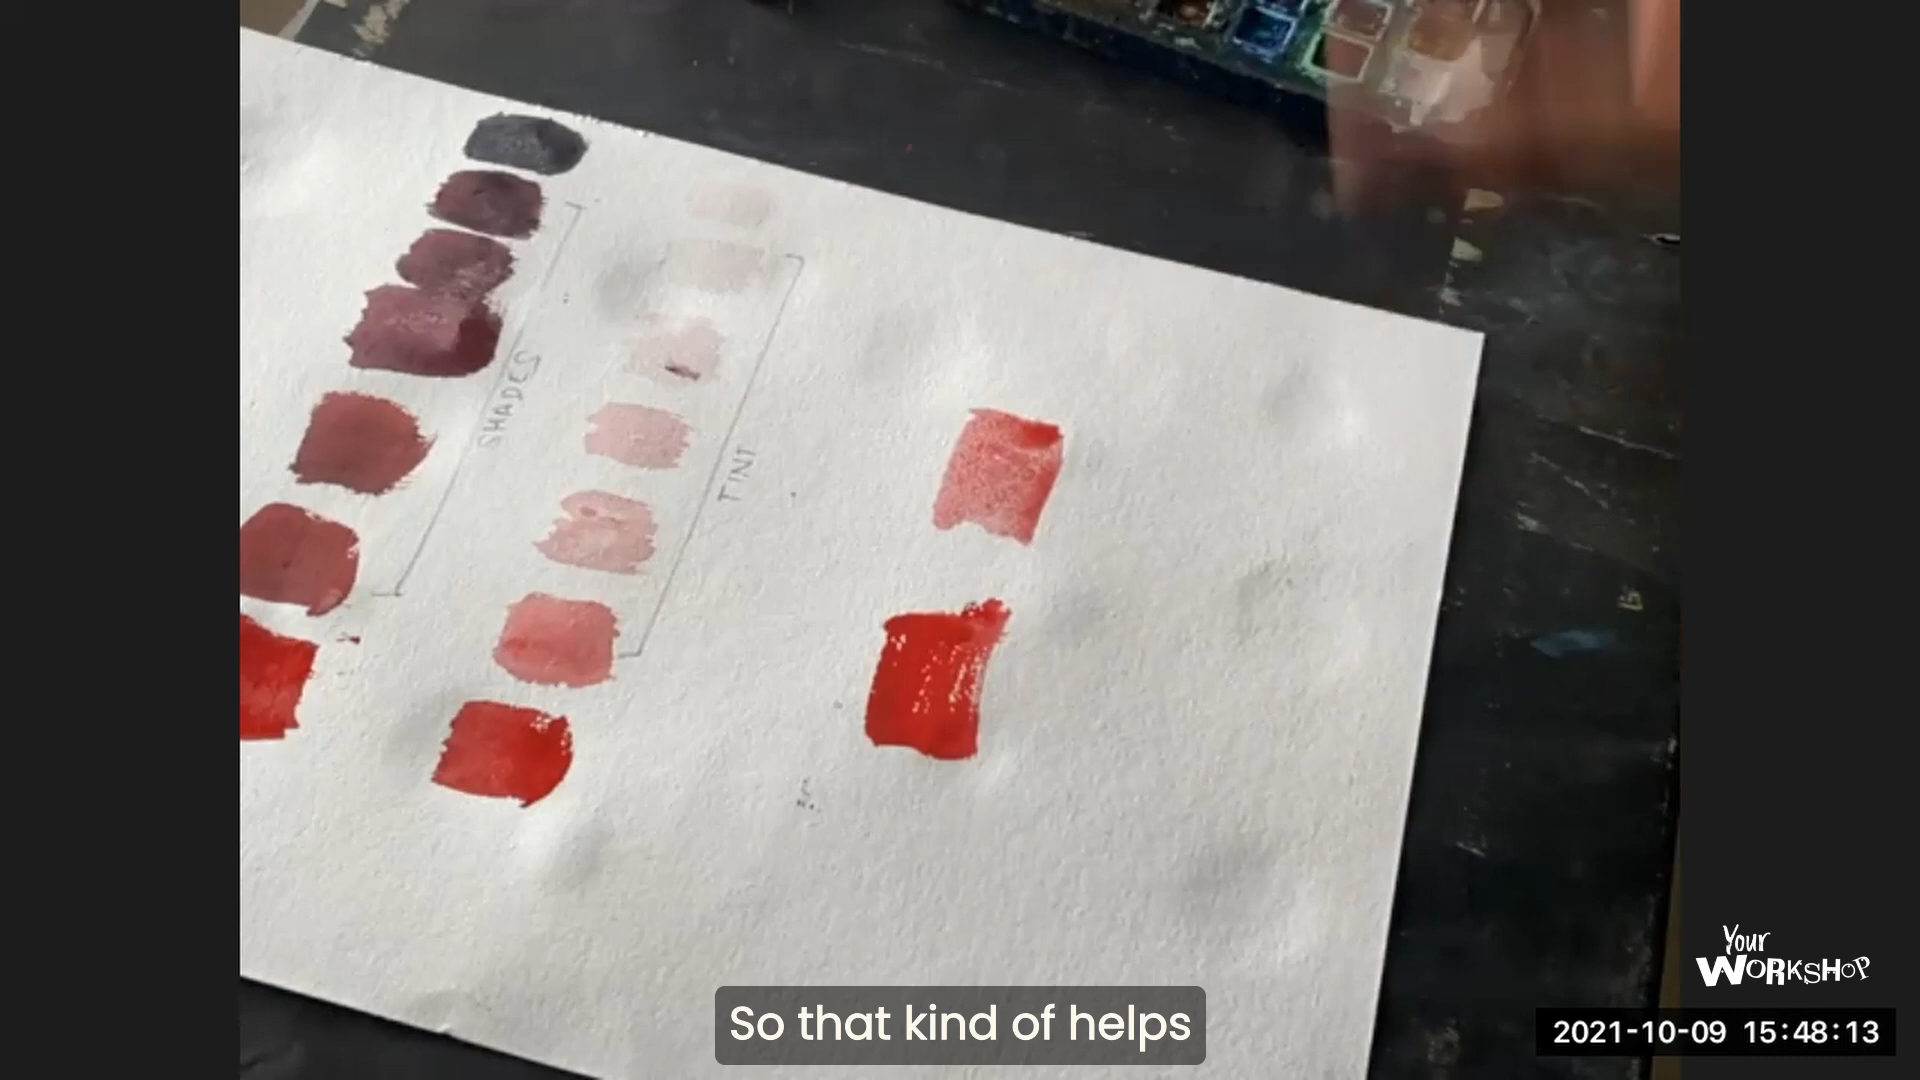 SHADES
TINT
So that kind of helps
Your
WORKSHOP
2021-10-09 15:48:13